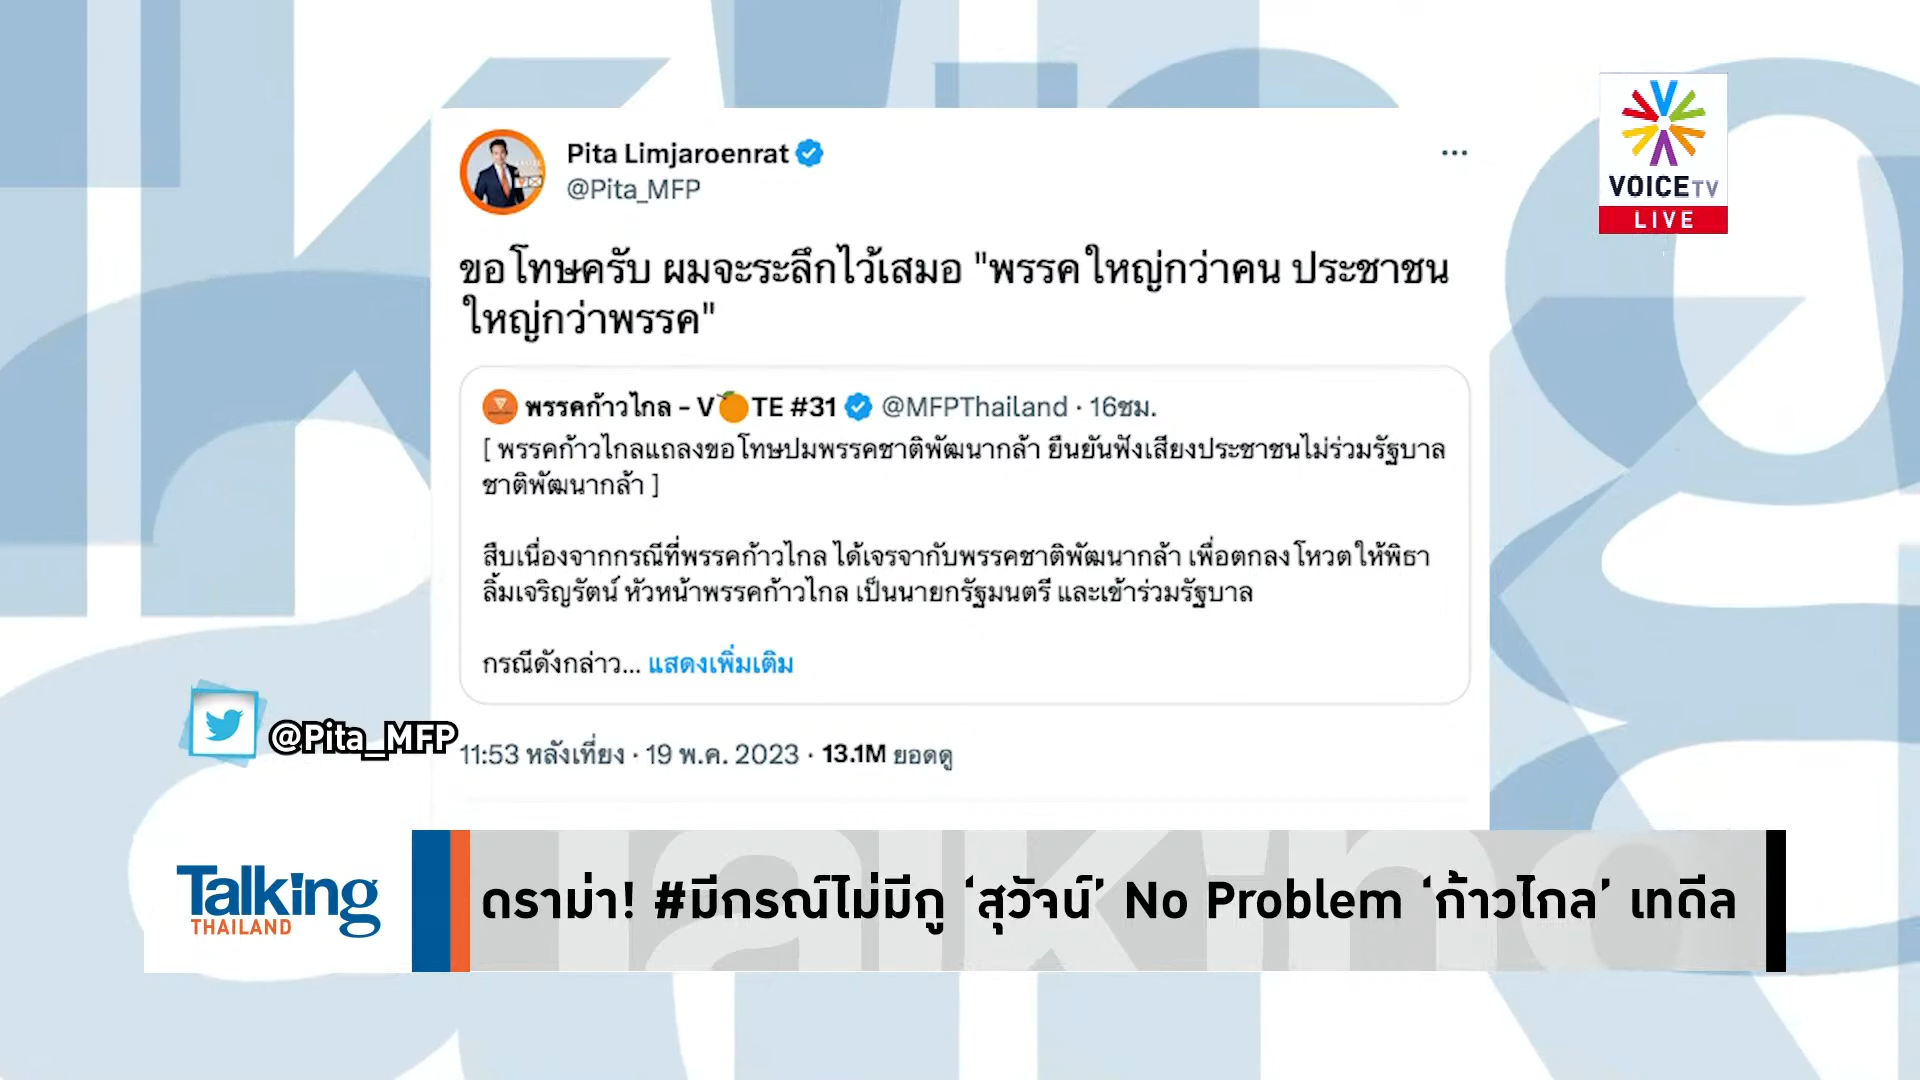 VOICETV
LIVE
Pita Limjaroenrat
@Pita_MFP
ขอโทษครับ ผมจะระลึกไว้เสมอ "พรรคใหญ่กว่าคน ประชาชน
ใหญ่กว่าพรรค"
พรรคก้าวไกล - V🍊TE #31 @MFPThailand · 16ชม.
[ พรรคก้าวไกลแถลงขอโทษปมพรรคชาติพัฒนากล้า ยืนยันฟังเสียงประชาชนไม่ร่วมรัฐบาล
ชาติพัฒนากล้า ]
สืบเนื่องจากกรณีที่พรรคก้าวไกล ได้เจรจากับพรรคชาติพัฒนากล้า เพื่อตกลงโหวตให้พิธา
ลิ้มเจริญรัตน์ หัวหน้าพรรคก้าวไกล เป็นนายกรัฐมนตรี และเข้าร่วมรัฐบาล
กรณีดังกล่าว... แสดงเพิ่มเติม
@Pita_MFP
11:53 หลังเที่ยง · 19 พ.ค. 2023 · 13.1M ยอดดู
Talking
THAILAND
ดราม่า! #มีกรณ์ไม่มีกู ‘สุวัจน์’ No Problem ‘ก้าวไกล’ เทดีล